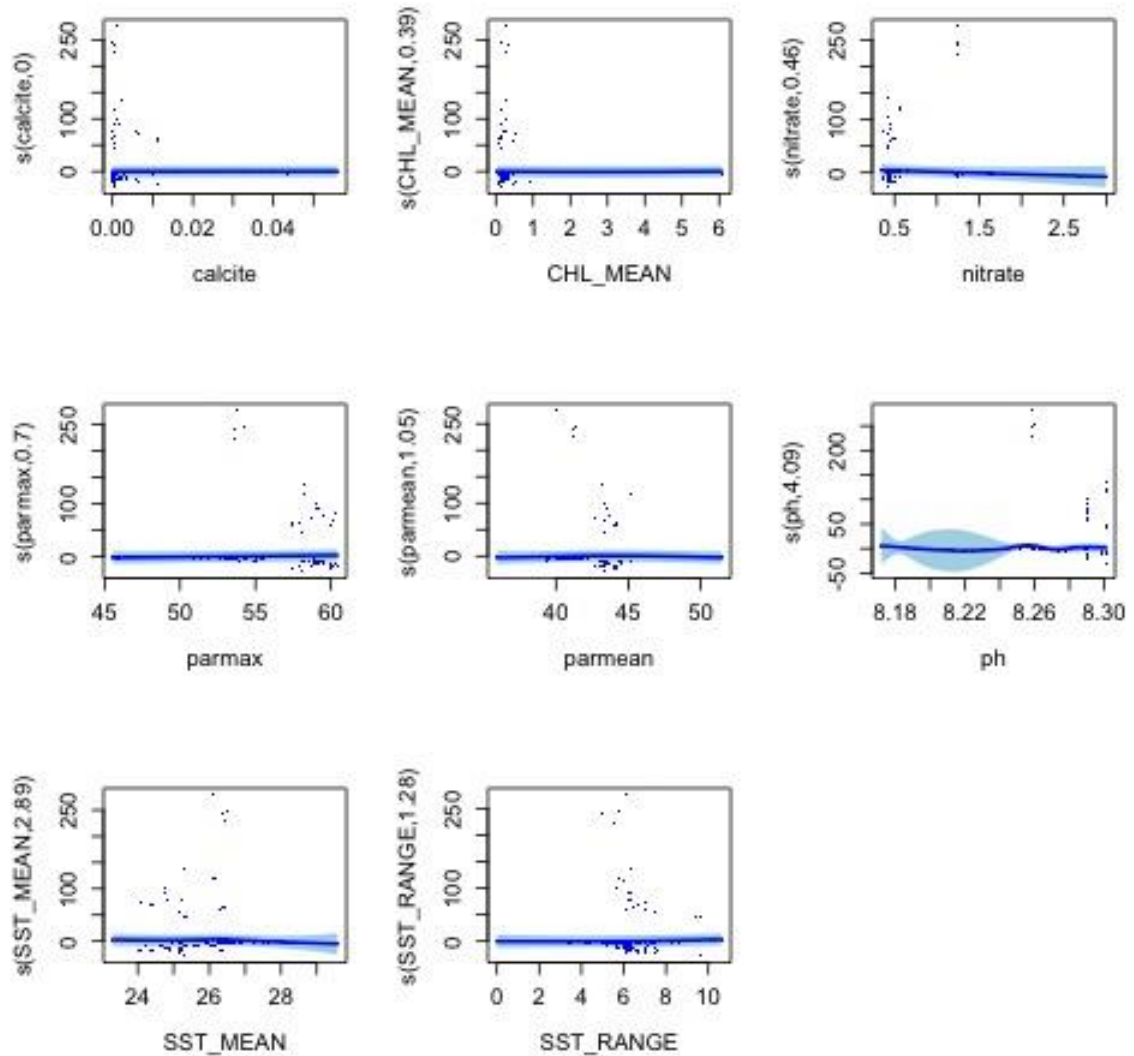 s(calcite,0)
250
100
0
0.00 0.02 0.04
calcite
s(CHL_MEAN,0.39)
250
100
0
0 1 2 3 4 5 6
CHL_MEAN
s(nitrate,0.46)
250
100
0
0.5 1.5 2.5
nitrate
s(parmax,0.7)
250
100
0
45 50 55 60
parmax
s(parmean,1.05)
250
100
0
40 45 50
parmean
s(ph,4.09)
200
50
-50
8.18 8.22 8.26 8.30
ph
s(SST_MEAN,2.89)
250
100
0
24 26 28
SST_MEAN
s(SST_RANGE,1.28)
250
100
0
0 2 4 6 8 10
SST_RANGE